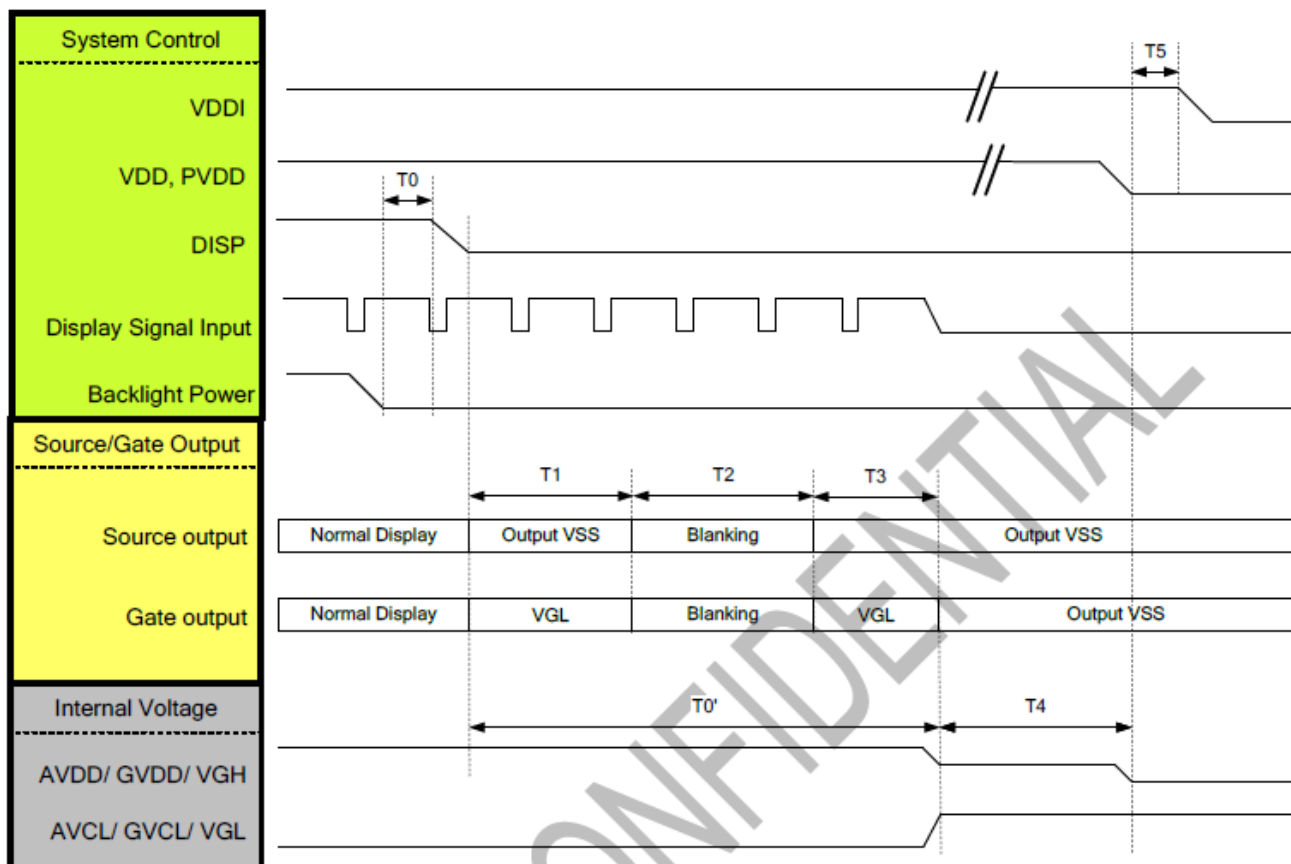 System Control
T5
VDDI
VDD, PVDD
T0
DISP
Display Signal Input
Backlight Power
Source/Gate Output
T1 T2 T3
Source output Normal Display Output VSS Blanking Output VSS
Gate output Normal Display VGL Blanking VGL Output VSS
Internal Voltage
T0' T4
AVDD/ GVDD/ VGH
AVCL/ GVCL/ VGL
ONFIDENTIAL